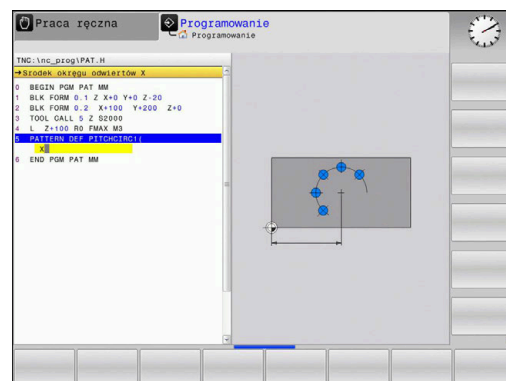 Praca ręczna
Programowanie
Programowanie
TNC:\nc_prog\PAT.H
→Srodek okręgu odwiertów X
0 BEGIN PGM PAT MM
1 BLK FORM 0.1 Z X+0 Y+0 Z-20
2 BLK FORM 0.2 X+100 Y+200 Z+0
3 TOOL CALL 5 Z S2000
4 L Z+100 R0 FMAX M3
5 PATTERN DEF PITCHCIRC1(
X
6 END PGM PAT MM